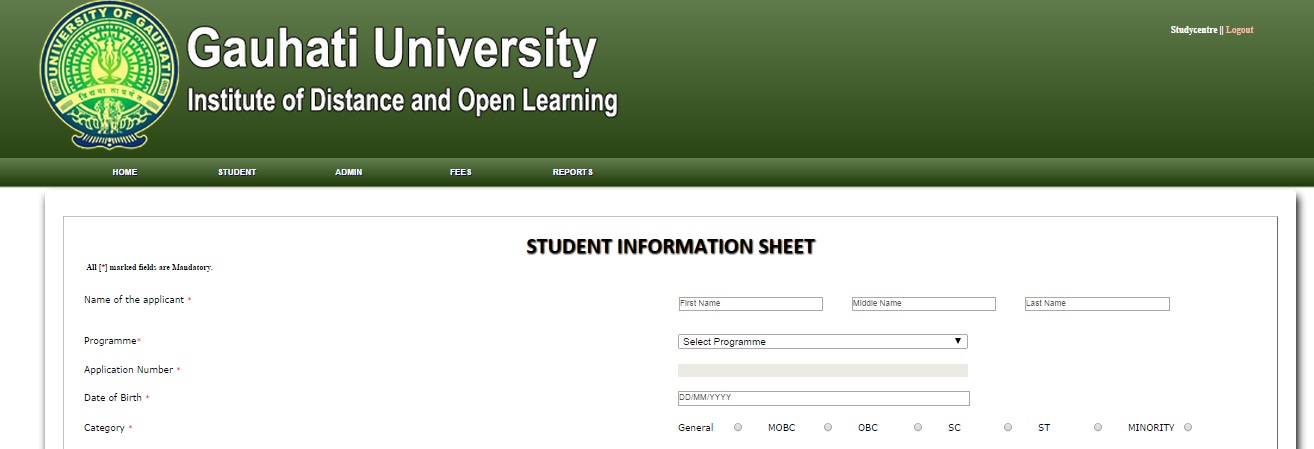 UNIVERSITY OF GAUHATI
Gauhati University
Institute of Distance and Open Learning
Studycentre || Logout
HOME STUDENT ADMIN FEES REPORTS
STUDENT INFORMATION SHEET
All [*] marked fields are Mandatory.
Name of the applicant * First Name Middle Name Last Name
Programme* Select Programme
Application Number *
Date of Birth * DD/MM/YYYY
Category * General MOBC OBC SC ST MINORITY